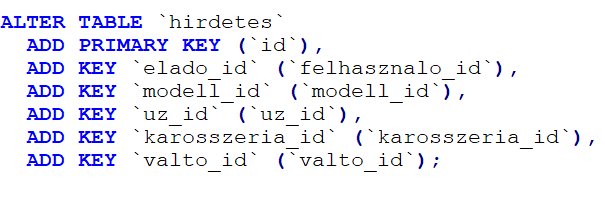 ALTER TABLE `hirdetes`
ADD PRIMARY KEY (`id`),
ADD KEY `elado_id` (`felhasznalo_id`),
ADD KEY `modell_id` (`modell_id`),
ADD KEY `uz_id` (`uz_id`),
ADD KEY `karosszeria_id` (`karosszeria_id`),
ADD KEY `valto_id` (`valto_id`);